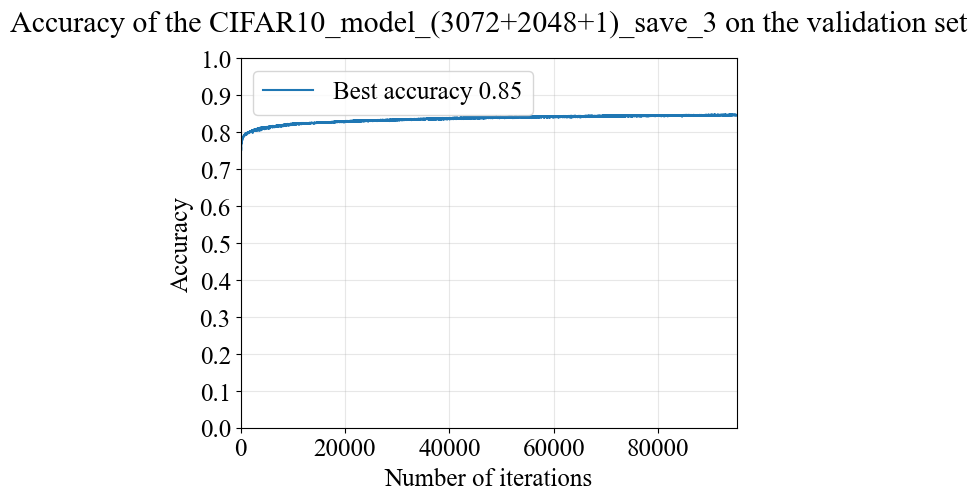 Accuracy of the CIFAR10_model_(3072+2048+1)_save_3 on the validation set
Best accuracy 0.85
1.0
0.9
0.8
0.7
0.6
0.5
0.4
0.3
0.2
0.1
0.0
Accuracy
0 20000 40000 60000 80000
Number of iterations